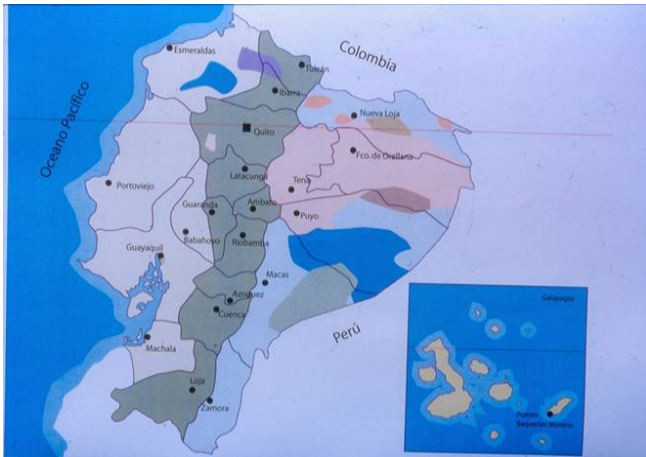 Colombia
Esmeraldas
Tulcán
Ibarra
Oceano Pacífico
Nueva Loja
Quito
Fco. de Orellana
Latacunga
Tena
Portoviejo
Guaranda
Ambato
Puyo
Babahoyo
Riobamba
Guayaquil
Macas
Azoguez
Cuenca
Perú
Machala
Loja
Zamora
Galápagos
Puerto
Baquerizo Moreno